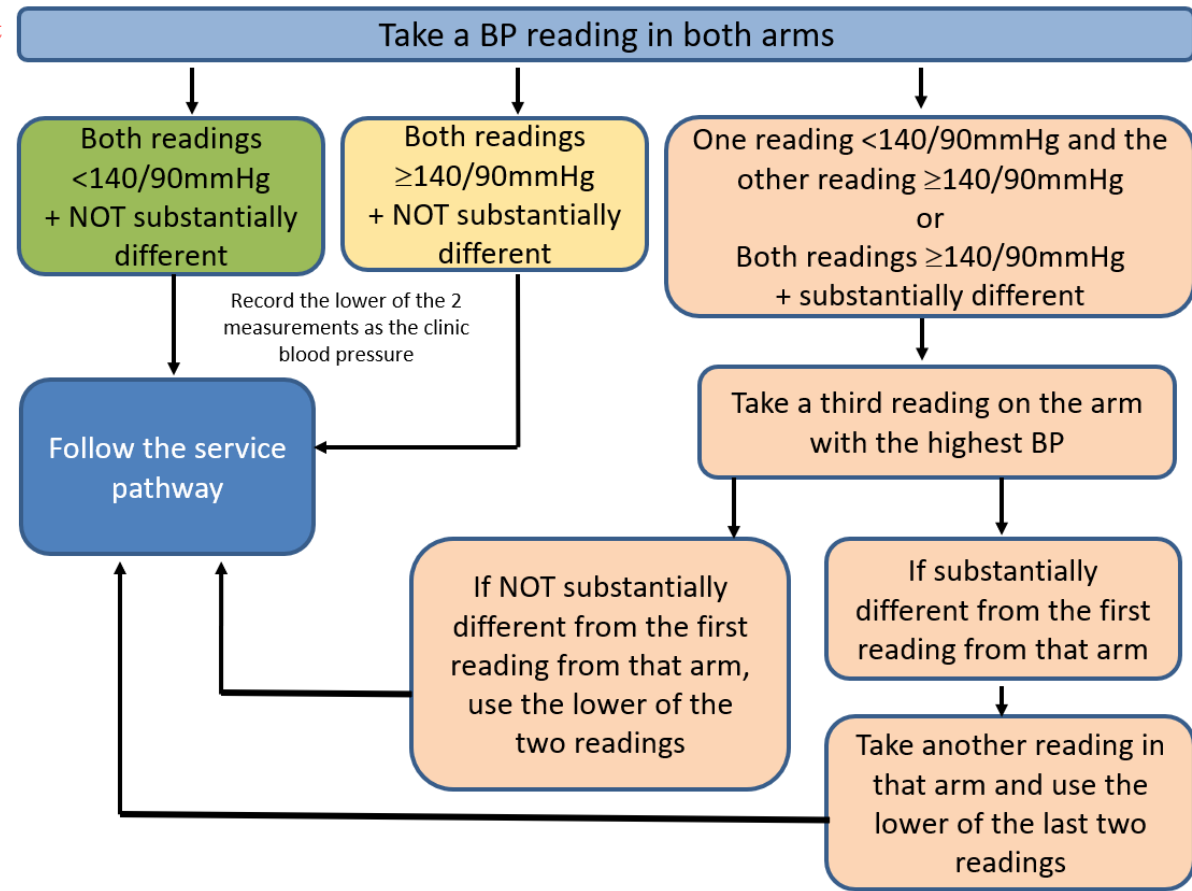 Take a BP reading in both arms
Both readings
<140/90mmHg
+ NOT substantially
different
Both readings
≥140/90mmHg
+ NOT substantially
different
One reading <140/90mmHg and the
other reading ≥140/90mmHg
or
Both readings ≥140/90mmHg
+ substantially different
Record the lower of the 2
measurements as the clinic
blood pressure
Follow the service
pathway
Take a third reading on the arm
with the highest BP
If NOT substantially
different from the first
reading from that arm,
use the lower of the
two readings
If substantially
different from the first
reading from that arm
Take another reading in
that arm and use the
lower of the last two
readings